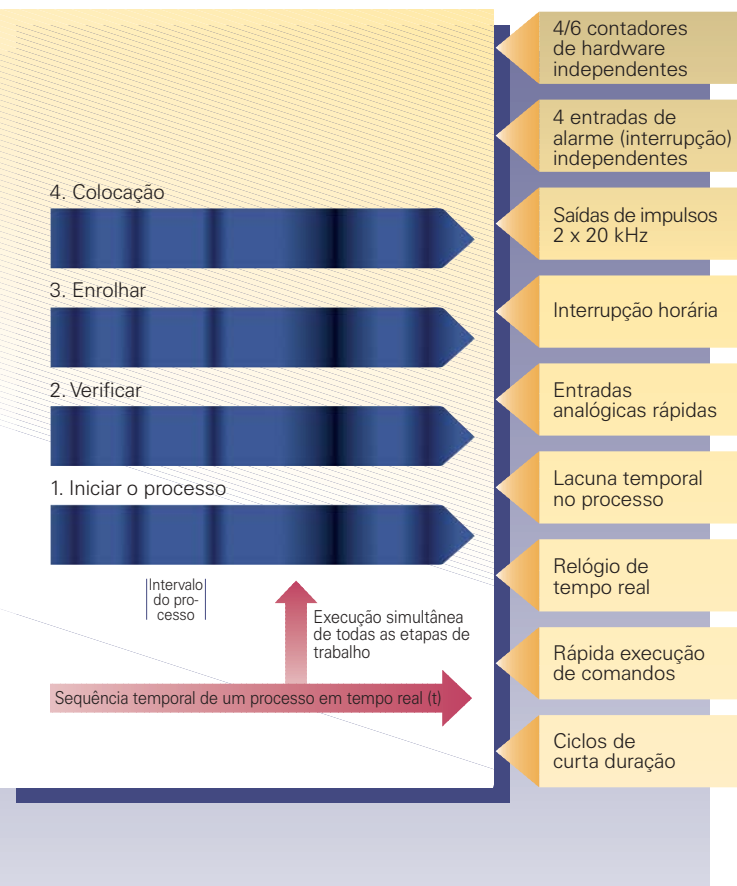 4. Colocação
3. Enrolhar
2. Verificar
1. Iniciar o processo
Intervalo
do pro-
cesso
Execução simultânea
de todas as etapas de
trabalho
Sequência temporal de um processo em tempo real (t)
4/6 contadores
de hardware
independentes
4 entradas de
alarme (interrupção)
independentes
Saídas de impulsos
2 x 20 kHz
Interrupção horária
Entradas
analógicas rápidas
Lacuna temporal
no processo
Relógio de
tempo real
Rápida execução
de comandos
Ciclos de
curta duração